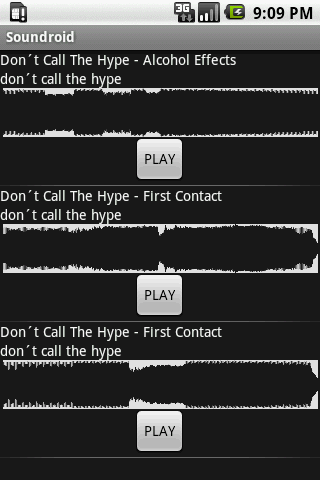 3G
9:09 PM
Soundroid
Don´t Call The Hype - Alcohol Effects
don´t call the hype
PLAY
Don´t Call The Hype - First Contact
don´t call the hype
PLAY
Don´t Call The Hype - First Contact
don´t call the hype
PLAY